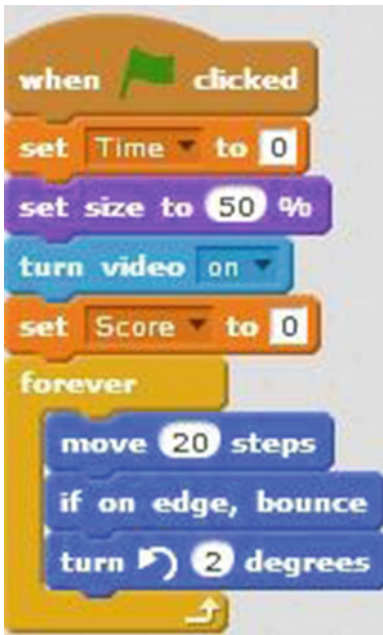 when clicked
set Time to 0
set size to 50 %
turn video on
set Score to 0
forever
move 20 steps
if on edge, bounce
turn 2 degrees